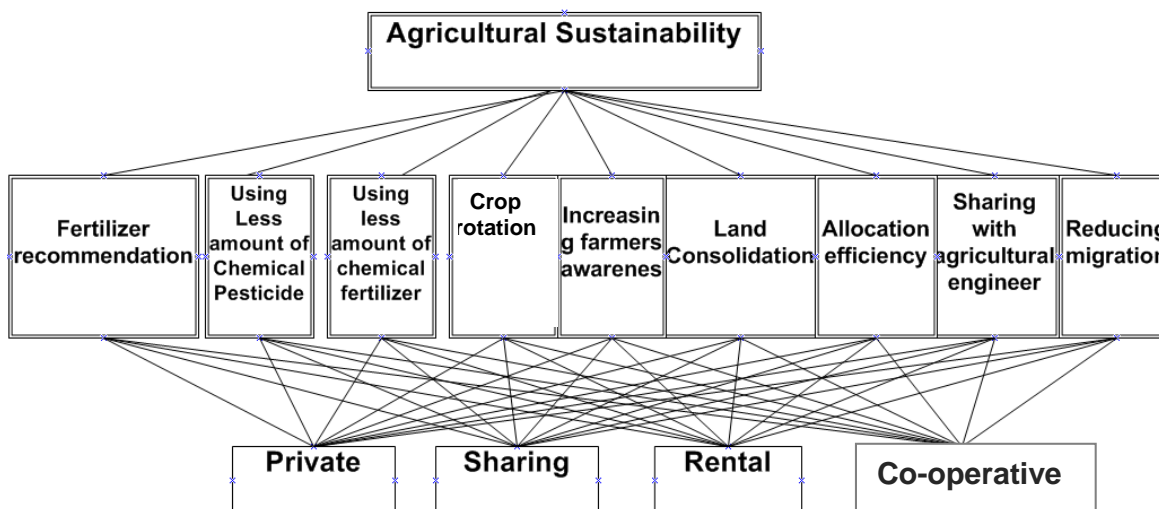 Agricultural Sustainability
Fertilizer
recommendation
Using
Less
amount of
Chemical
Pesticide
Using
less
amount of
chemical
fertilizer
Crop
rotation
Increasin
g farmers
awarenes
Land
Consolidation
Allocation
efficiency
Sharing
with
agricultural
engineer
Reducing
migration
Private
Sharing
Rental
Co-operative